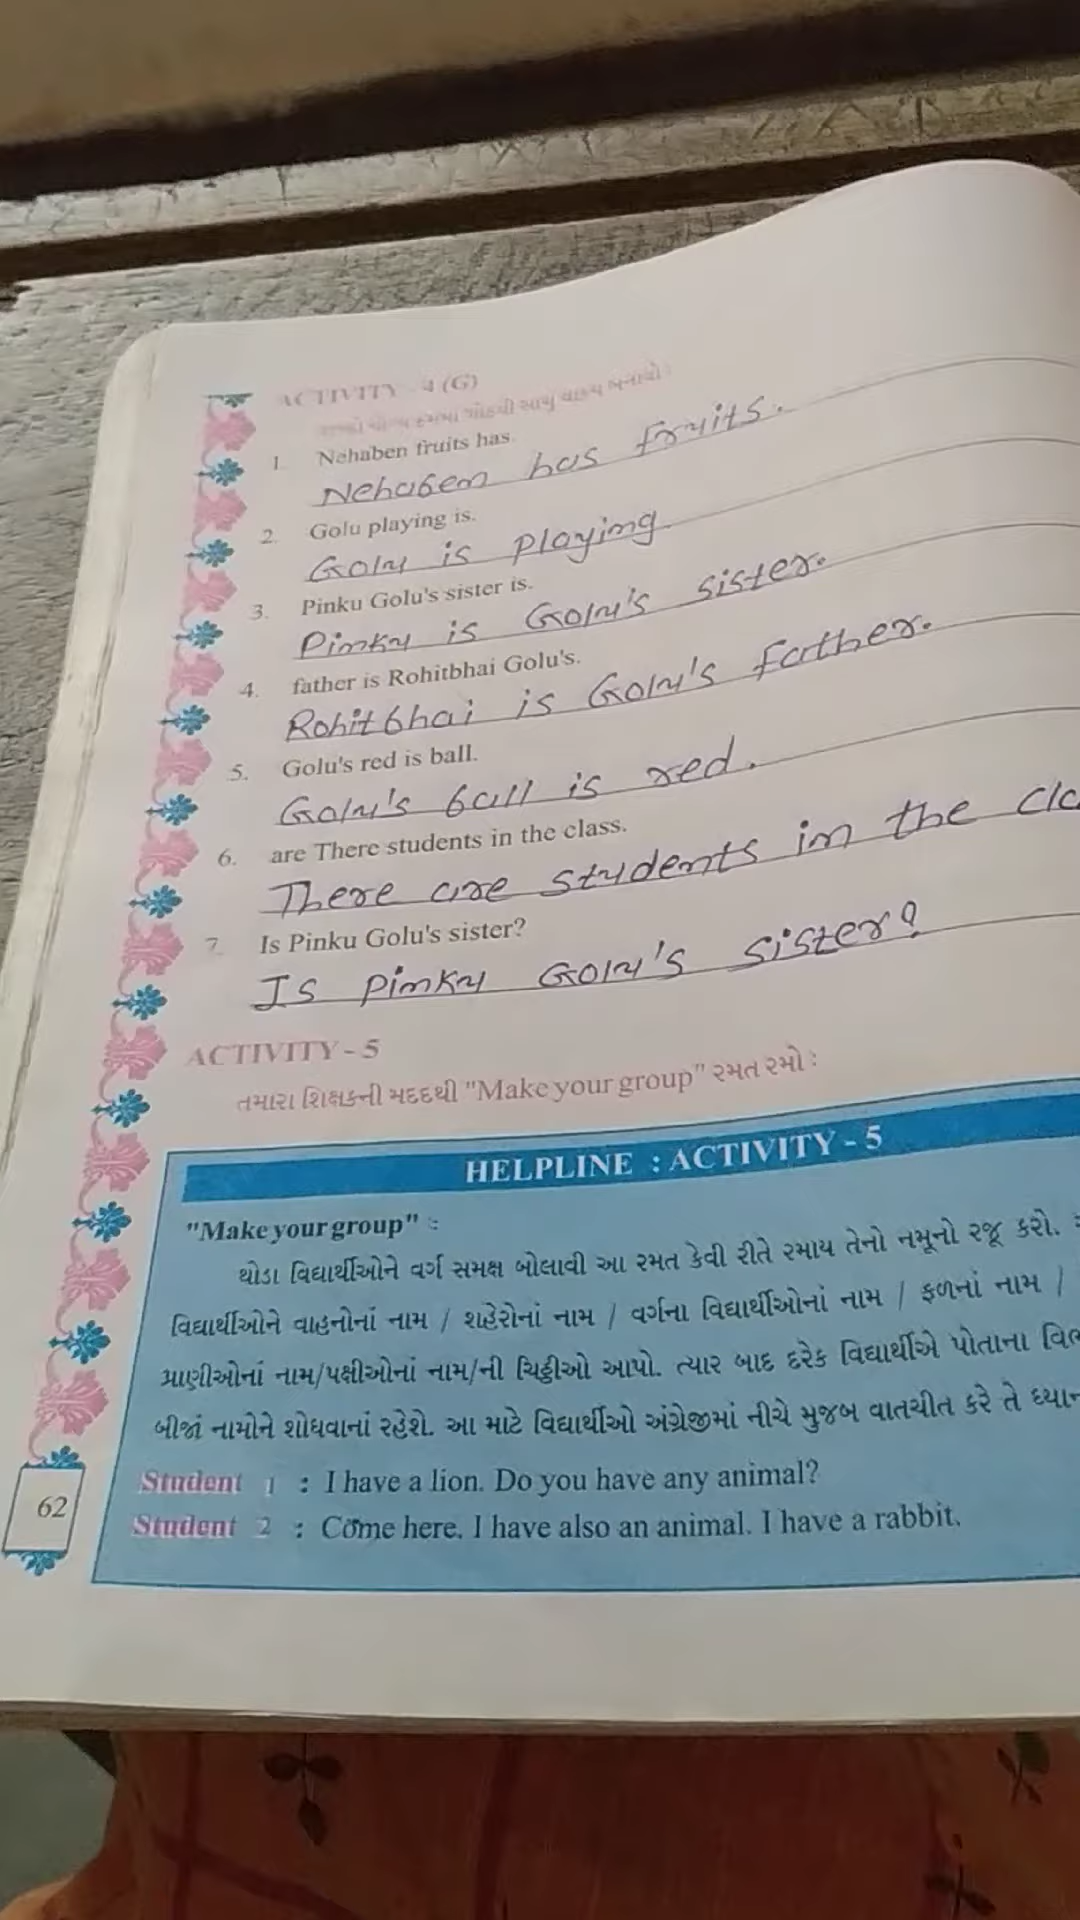 ACTIVITY - 4 (G)
શબ્દો યોગ્ય ક્રમમાં ગોઠવી સાચું વાક્ય બનાવો :
1. Nehaben fruits has.
Nehaben has fruits.
2. Golu playing is.
Golu is playing
3. Pinku Golu's sister is.
Pinku is Golu's sister.
4. father is Rohitbhai Golu's.
Rohitbhai is Golu's father.
5. Golu's red is ball.
Golu's ball is red.
6. are There students in the class.
There are students in the
7. Is Pinku Golu's sister?
Is Pinku Golu's sister?
ACTIVITY - 5
તમારા શિક્ષકની મદદથી "Make your group" રમત રમો :
HELPLINE : ACTIVITY - 5
"Make your group" :
થોડા વિદ્યાર્થીઓને વર્ગ સમક્ષ બોલાવી આ રમત કેવી રીતે રમાય તેનો નમૂનો રજૂ કરો.
વિદ્યાર્થીઓને વાહનોનાં નામ / શહેરોનાં નામ / વર્ગના વિદ્યાર્થીઓનાં નામ / ફળનાં નામ /
પ્રાણીઓનાં નામ/પક્ષીઓનાં નામ/ની ચિઠ્ઠીઓ આપો. ત્યાર બાદ દરેક વિદ્યાર્થીએ પોતાના
બીજાં નામોને શોધવાનાં રહેશે. આ માટે વિદ્યાર્થીઓ અંગ્રેજીમાં નીચે મુજબ વાતચીત કરે તે
Student 1 : I have a lion. Do you have any animal?
Student 2 : Come here. I have also an animal. I have a rabbit.
62